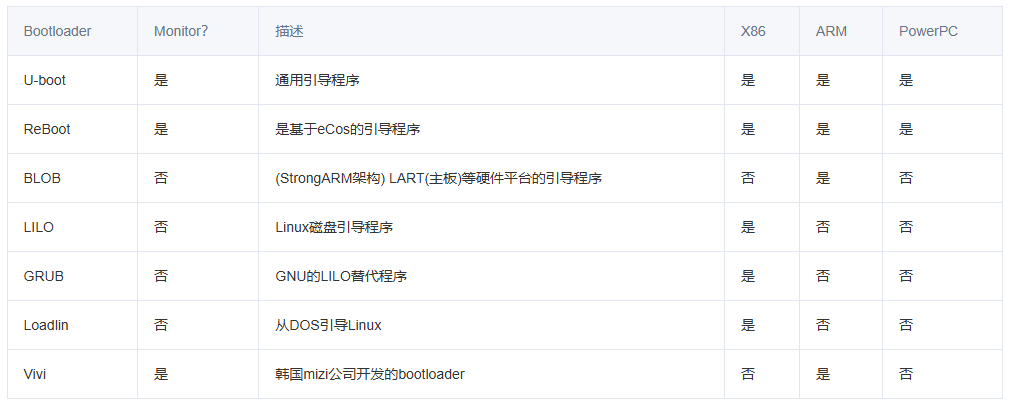 Bootloader Monitor？ 描述 X86 ARM PowerPC
U-boot 是 通用引导程序 是 是 是
ReBoot 是 是基于eCos的引导程序 是 是 是
BLOB 否 (StrongARM架构) LART(主板)等硬件平台的引导程序 否 是 否
LILO 否 Linux磁盘引导程序 是 否 否
GRUB 否 GNU的LILO替代程序 是 否 否
Loadlin 否 从DOS引导Linux 是 否 否
Vivi 是 韩国mizi公司开发的bootloader 否 是 否